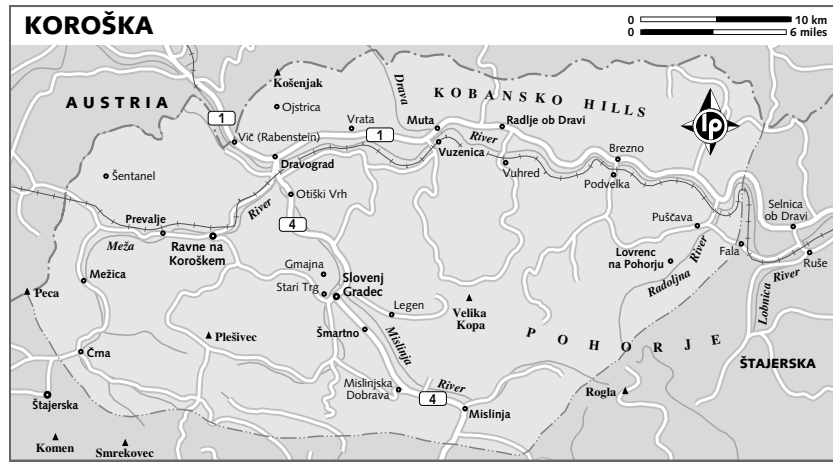 KOROŠKA
0 10 km
0 6 miles
AUSTRIA
Košenjak
Ojstrica
Drava
KOBANSKO HILLS
lp
1
Vrata
1
Muta
River
Radlje ob Dravi
Vič (Rabenstein)
Dravograd
Vuzenica
Vuhred
Brezno
Podvelka
Šentanel
Otiški Vrh
River
4
Prevalje
Meža
Ravne na
Koroškem
Puščava
Selnica
ob Dravi
Fala
Lovrenc
na Pohorju
Radoljna
River
Ruše
River
Lobnica
Mežica
Peca
Gmajna
Stari Trg
Slovenj
Gradec
Legen
Velika
Kopa
Plešivec
Šmartno
Mislinja
POHORJE
ŠTAJERSKA
Črna
Štajerska
Mislinjska
Dobrava
River
4
Mislinja
Rogla
Komen
Smrekovec